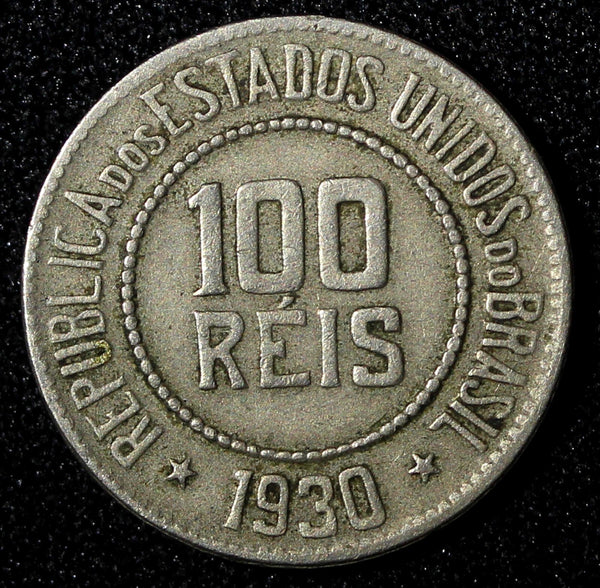 REPUBLICA DOS ESTADOS UNIDOS DO BRASIL
100
RÉIS
1930